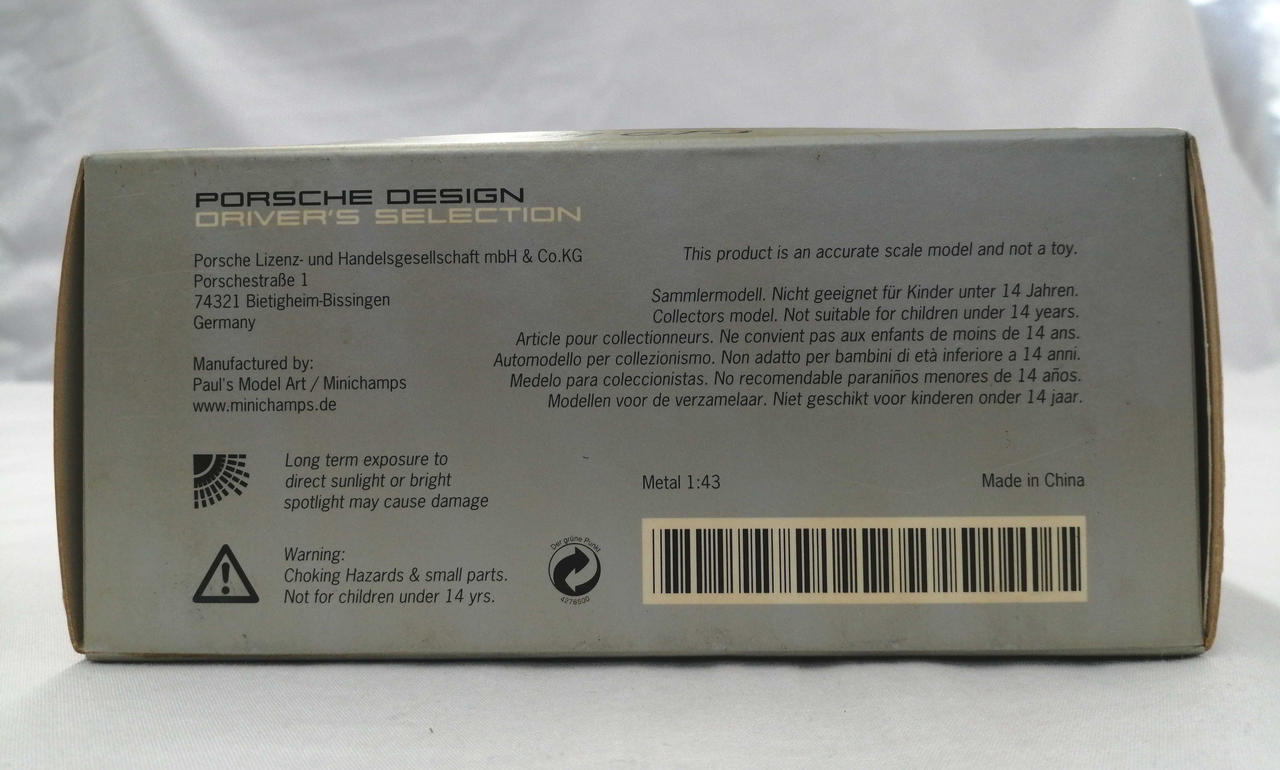 PORSCHE DESIGN
DRIVER'S SELECTION
Porsche Lizenz- und Handelsgesellschaft mbH & Co.KG
Porschestraße 1
74321 Bietigheim-Bissingen
Germany
Manufactured by:
Paul's Model Art / Minichamps
www.minichamps.de
This product is an accurate scale model and not a toy.
Sammlermodell. Nicht geeignet für Kinder unter 14 Jahren.
Collectors model. Not suitable for children under 14 years.
Article pour collectionneurs. Ne convient pas aux enfants de moins de 14 ans.
Automodello per collezionismo. Non adatto per bambini di età inferiore a 14 anni.
Medelo para coleccionistas. No recomendable paraniños menores de 14 años.
Modellen voor de verzamelaar. Niet geschikt voor kinderen onder 14 jaar.
Long term exposure to
direct sunlight or bright
spotlight may cause damage
Metal 1:43
Made in China
Warning:
Choking Hazards & small parts.
Not for children under 14 yrs.
Der grüne Punkt
4276500